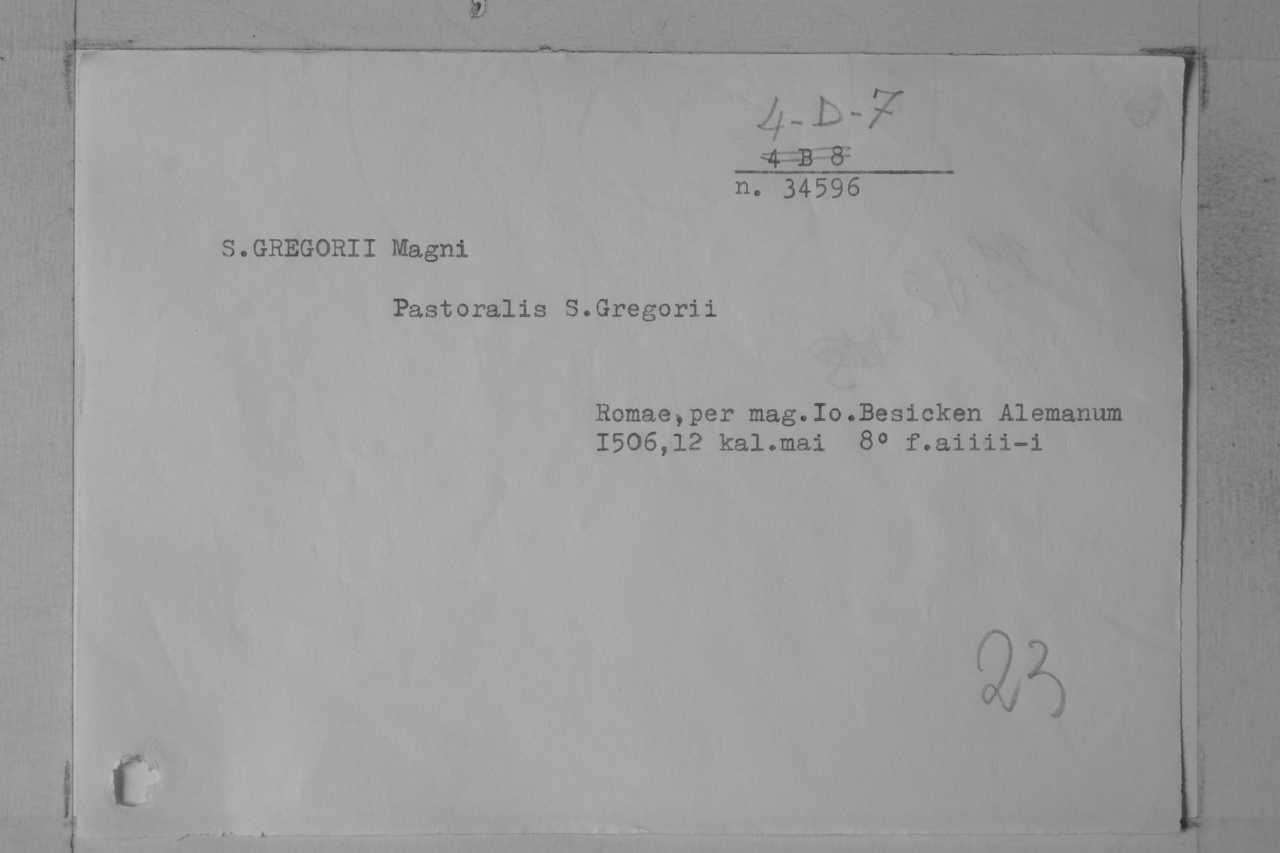 4-D-7
4 B 8
n. 34596
S.GREGORII Magni
Pastoralis S.Gregorii
Romae,per mag.Io.Besicken Alemanum
I506,12 kal.mai 8° f.aiiii-i
23